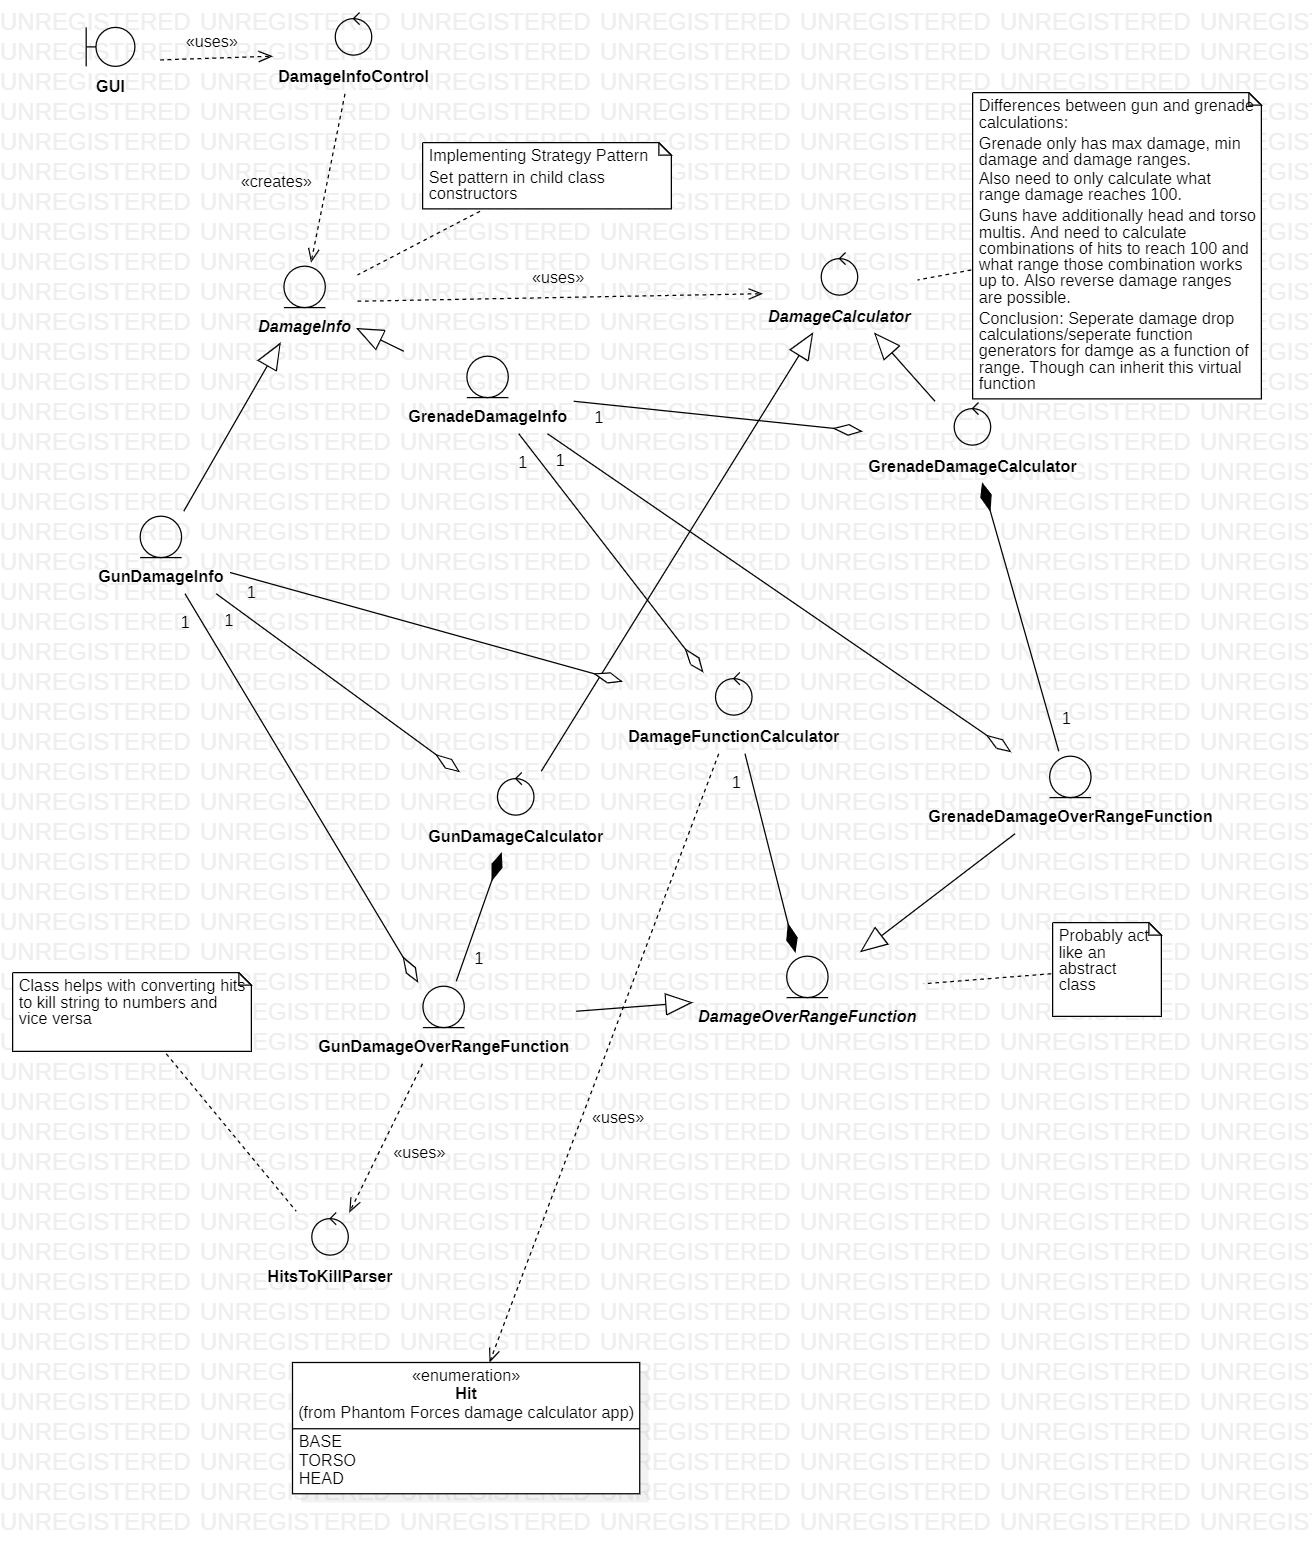 «uses»
GUI
DamageInfoControl
Differences between gun and grenade
calculations:
Grenade only has max damage, min
damage and damage ranges.
Also need to only calculate what
range damage reaches 100.
Guns have additionally head and torso
multis. And need to calculate
combinations of hits to reach 100 and
what range those combination works
up to. Also reverse damage ranges
are possible.
Conclusion: Seperate damage drop
calculations/seperate function
generators for damge as a function of
range. Though can inherit this virtual
function
Implementing Strategy Pattern
Set pattern in child class
constructors
«creates»
«uses»
DamageInfo
DamageCalculator
GrenadeDamageInfo
1
1
1
GrenadeDamageCalculator
GunDamageInfo
1
1
1
1
DamageFunctionCalculator
1
GunDamageCalculator
GrenadeDamageOverRangeFunction
1
Probably act
like an
abstract
class
Class helps with converting hits
to kill string to numbers and
vice versa
DamageOverRangeFunction
GunDamageOverRangeFunction
«uses»
«uses»
HitsToKillParser
«enumeration»
Hit
(from Phantom Forces damage calculator app)
BASE
TORSO
HEAD
UNREGISTERED UNREGISTERED UNREGISTERED UNREGISTERED UNREGISTERED UNREGISTERED UNREGIS